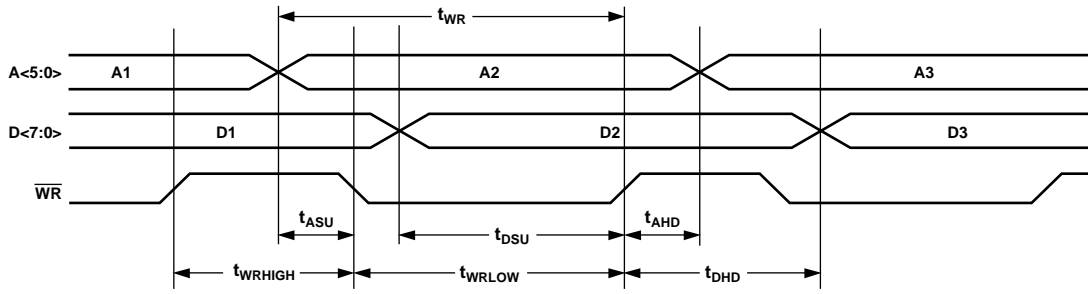 tWR
A<5:0> A1 A2 A3
D<7:0> D1 D2 D3
WR
tASU tDSU tAHD
tWRHIGH tWRLOW tDHD